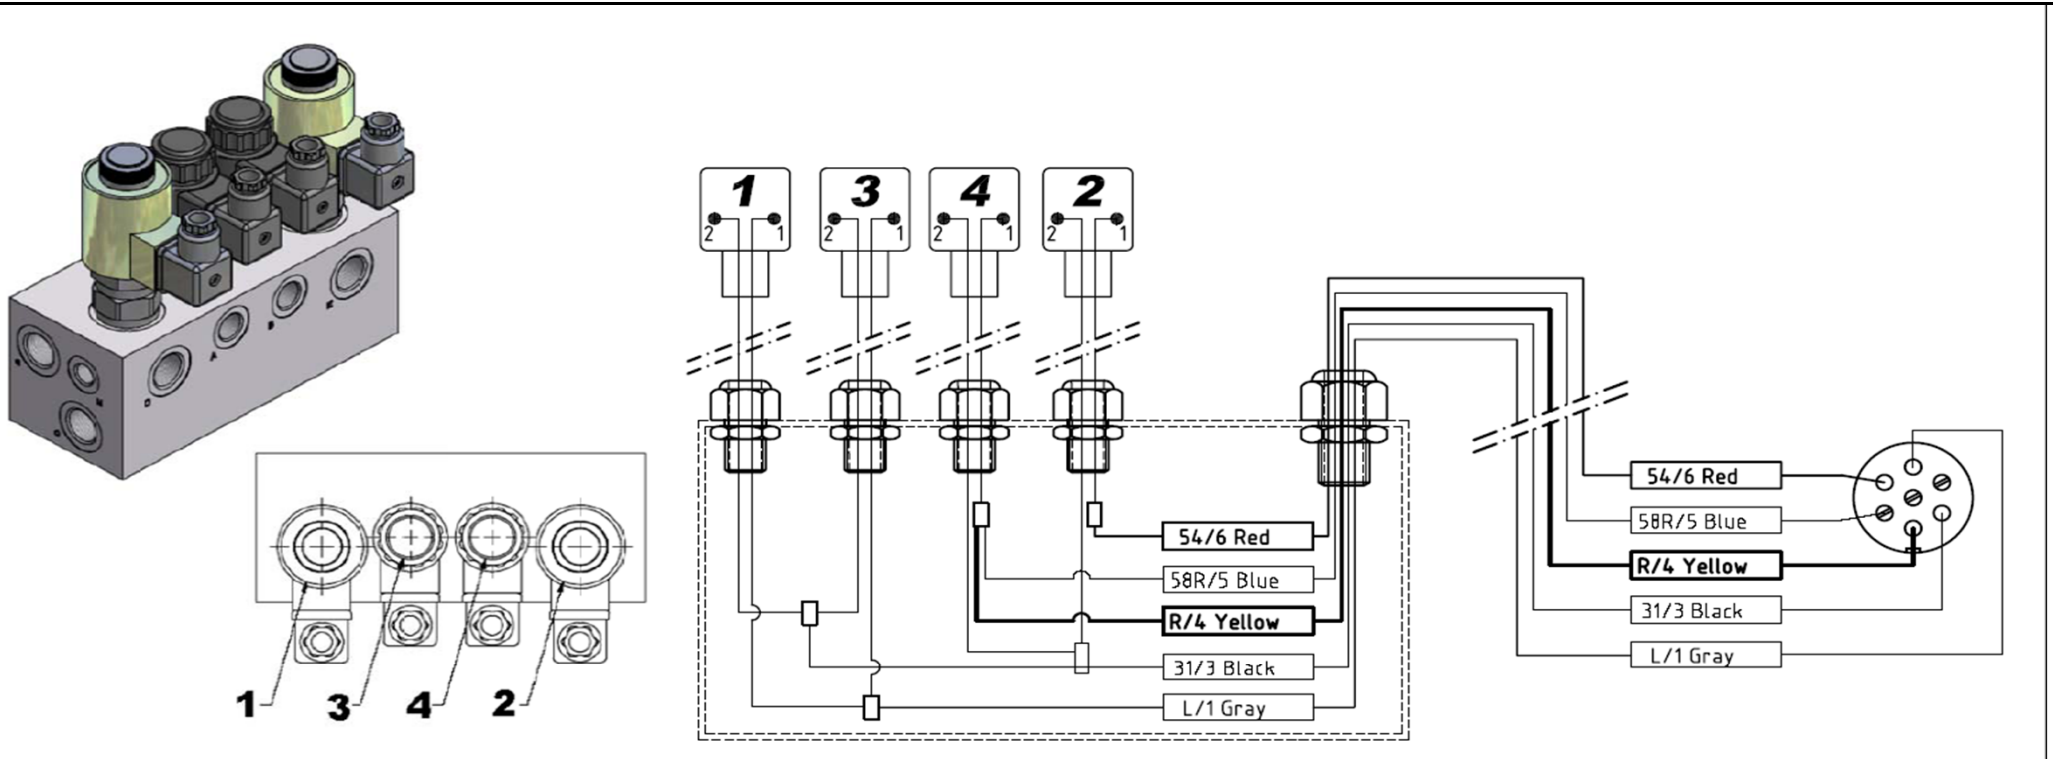 1 3 4 2
2 1 2 1 2 1 2 1
54/6 Red
58R/5 Blue
R/4 Yellow
31/3 Black
L/1 Gray
54/6 Red
58R/5 Blue
R/4 Yellow
31/3 Black
L/1 Gray
A
B
M
D
1 3 4 2